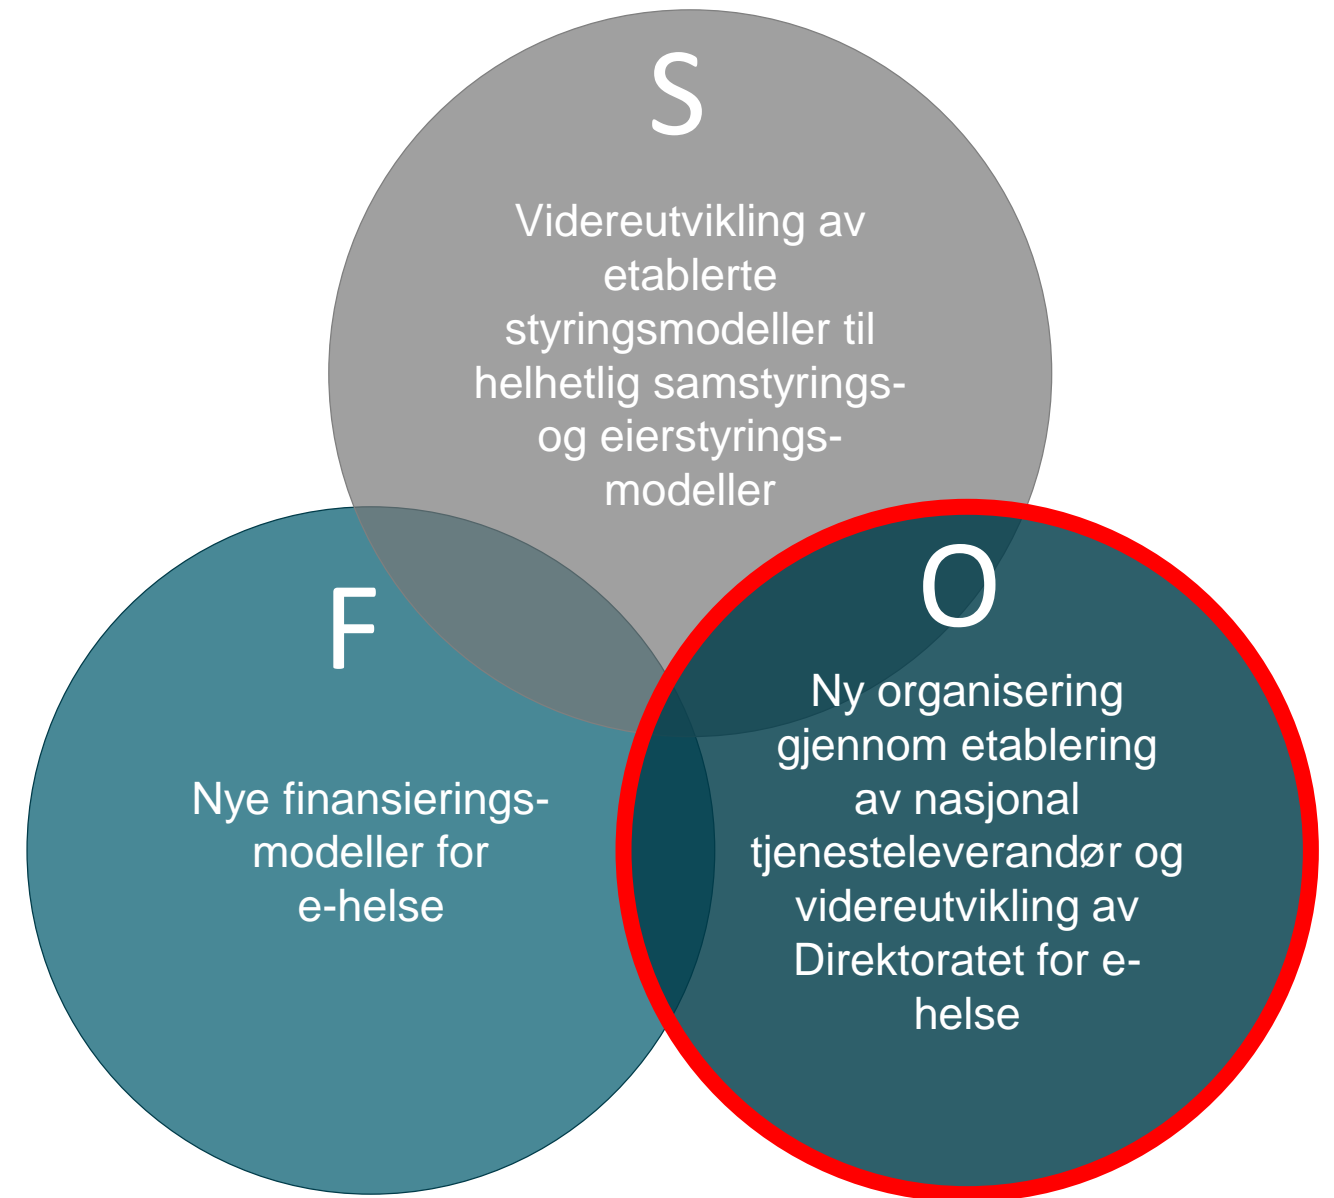 S
Videreutvikling av
etablerte
styringsmodeller til
helhetlig samstyrings-
og eierstyrings-
modeller
F
Nye finansierings-
modeller for
e-helse
O
Ny organisering
gjennom etablering
av nasjonal
tjenesteleverandør og
videreutvikling av
Direktoratet for e-
helse